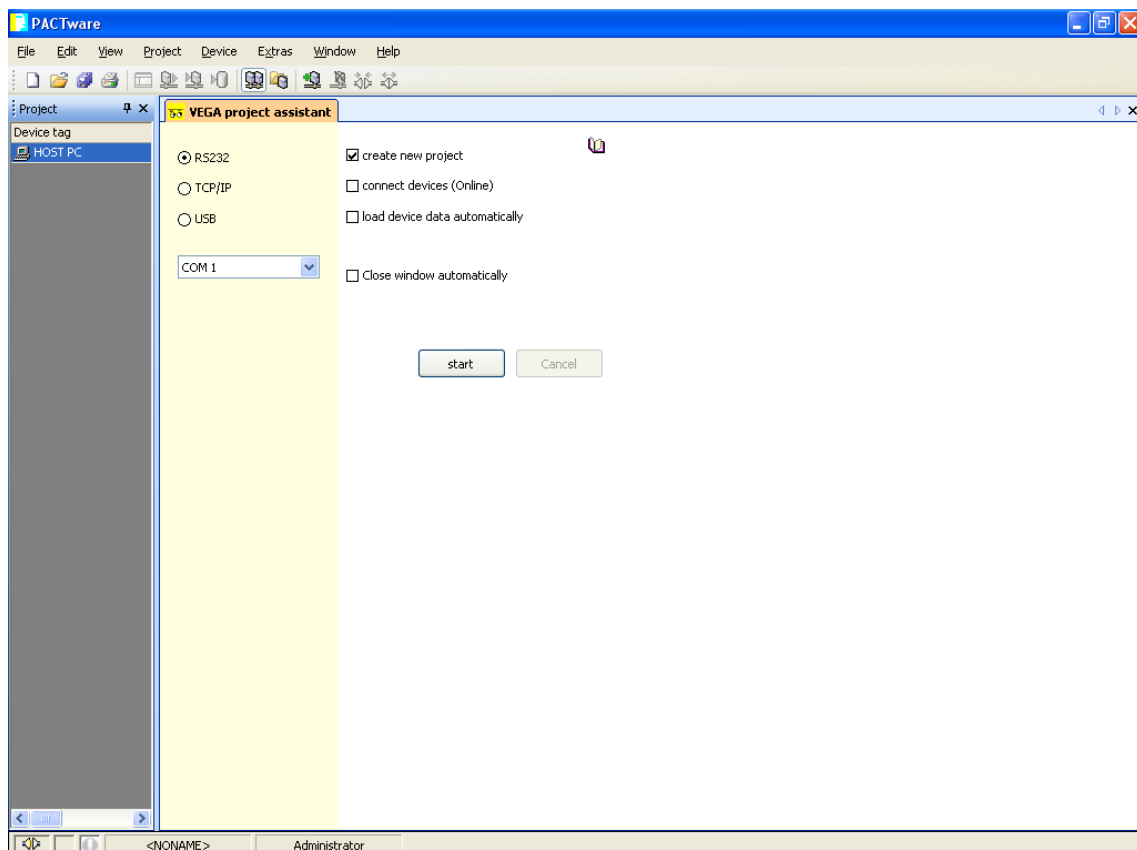 PACTware
File Edit View Project Device Extras Window Help
Project
VEGA project assistant
Device tag
HOST PC
RS232
create new project
TCP/IP
connect devices (Online)
USB
load device data automatically
COM 1
Close window automatically
start Cancel
<NONAME> Administrator